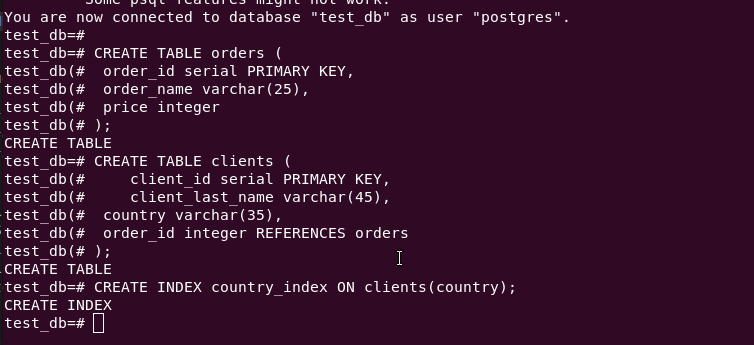 Some psql features might not work.
You are now connected to database "test_db" as user "postgres".
test_db=#
test_db=# CREATE TABLE orders (
test_db(#  order_id serial PRIMARY KEY,
test_db(#  order_name varchar(25),
test_db(#  price integer
test_db(# );
CREATE TABLE
test_db=# CREATE TABLE clients (
test_db(#     client_id serial PRIMARY KEY,
test_db(#     client_last_name varchar(45),
test_db(#  country varchar(35),
test_db(#  order_id integer REFERENCES orders
test_db(# );
CREATE TABLE
test_db=# CREATE INDEX country_index ON clients(country);
CREATE INDEX
test_db=#